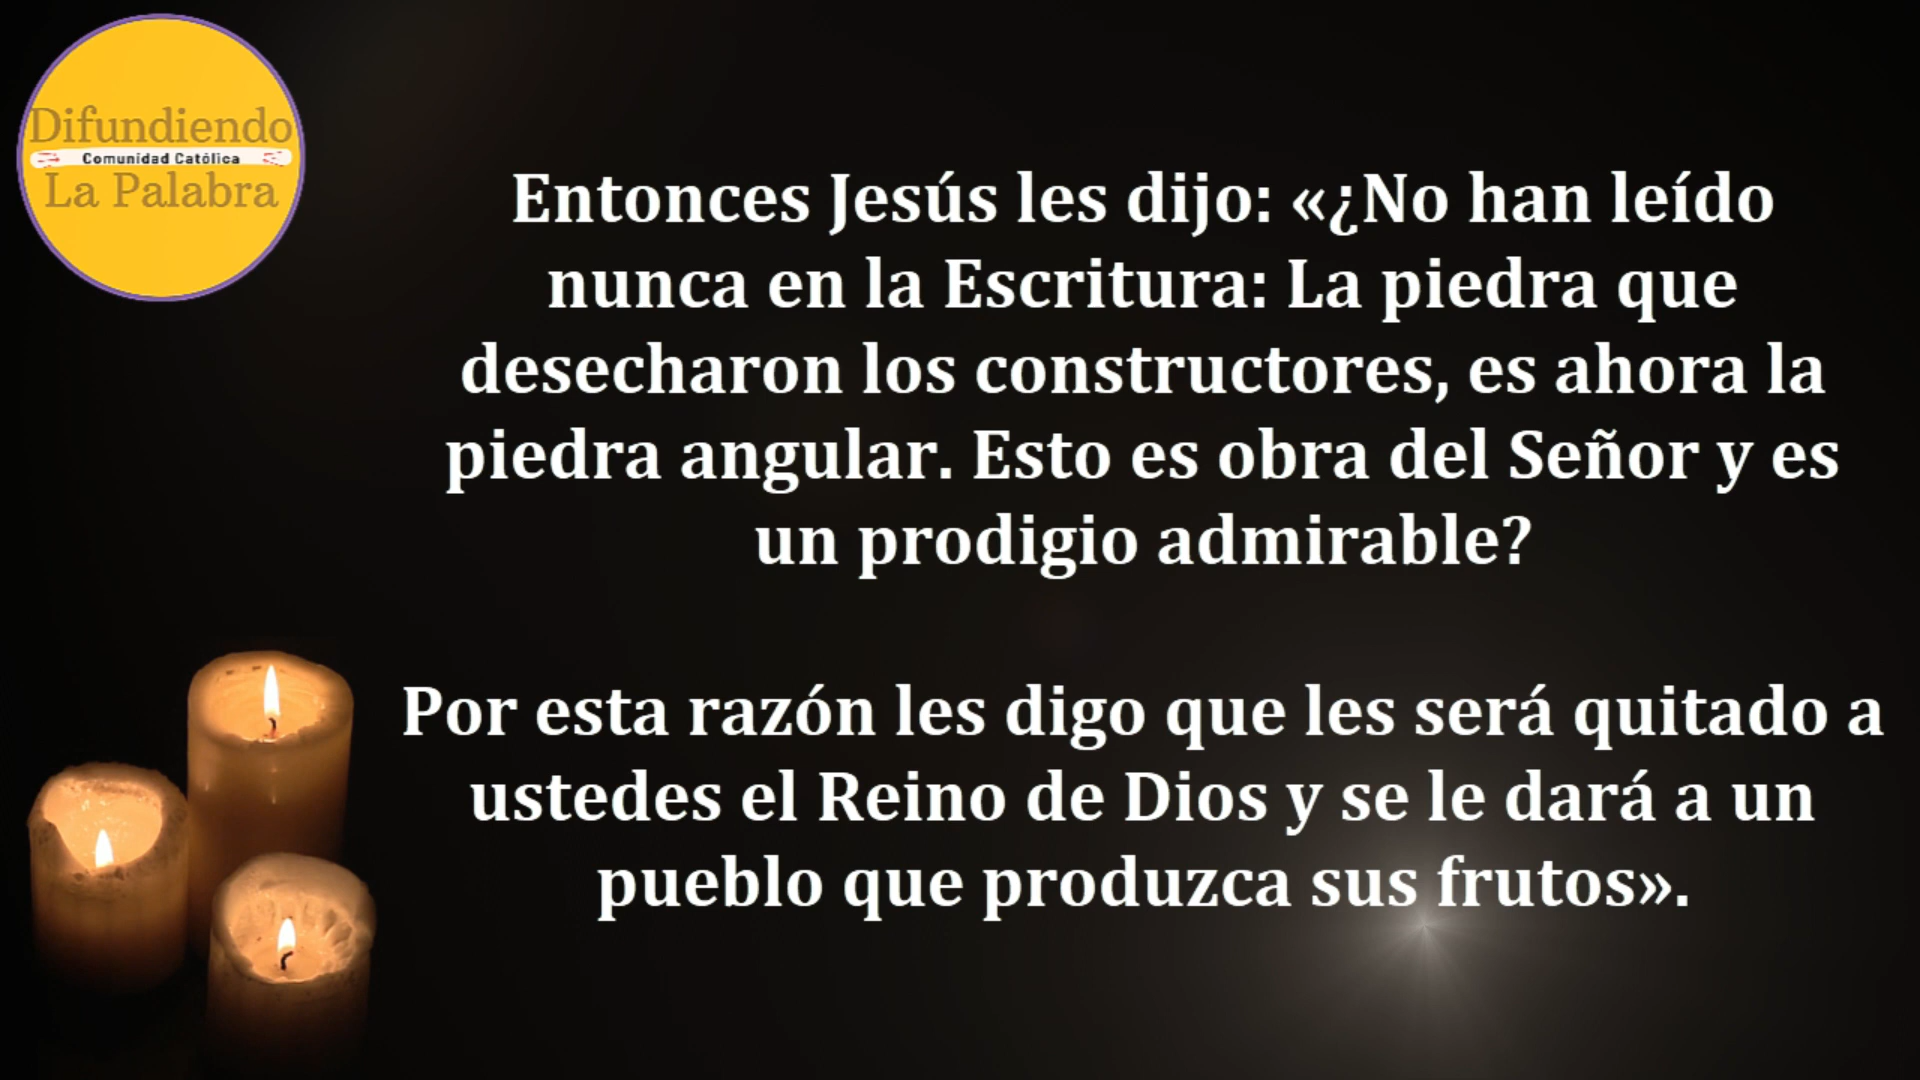 Difundiendo
Comunidad Católica
La Palabra
Entonces Jesús les dijo: «¿No han leído
nunca en la Escritura: La piedra que
desecharon los constructores, es ahora la
piedra angular. Esto es obra del Señor y es
un prodigio admirable?
Por esta razón les digo que les será quitado a
ustedes el Reino de Dios y se le dará a un
pueblo que produzca sus frutos».